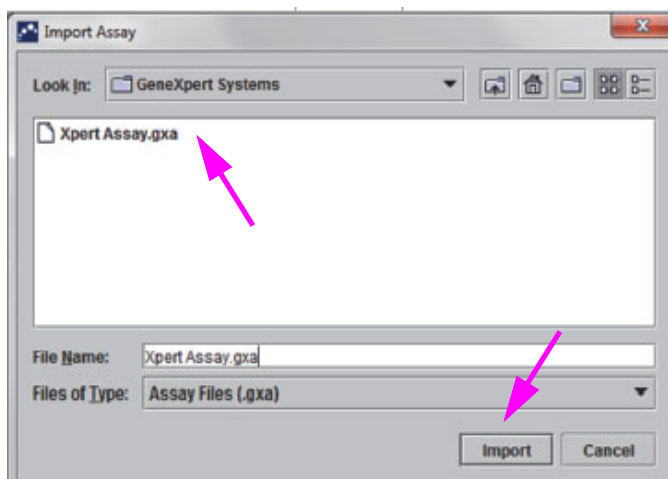 Import Assay
Look In: GeneXpert Systems
Xpert Assay.gxa
File Name: Xpert Assay.gxa
Files of Type: Assay Files (.gxa)
Import Cancel